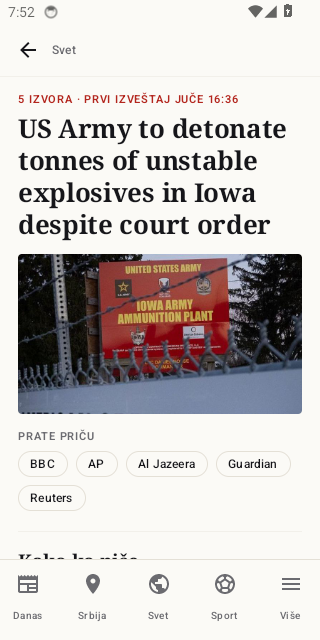 7:52
Svet
5 IZVORA · PRVI IZVEŠTAJ JUČE 16:36
US Army to detonate
tonnes of unstable
explosives in Iowa
despite court order
UNITED STATES ARMY
IOWA ARMY
AMMUNITION PLANT
PRATE PRIČU
BBC
AP
Al Jazeera
Guardian
Reuters
Danas
Srbija
Svet
Sport
Više